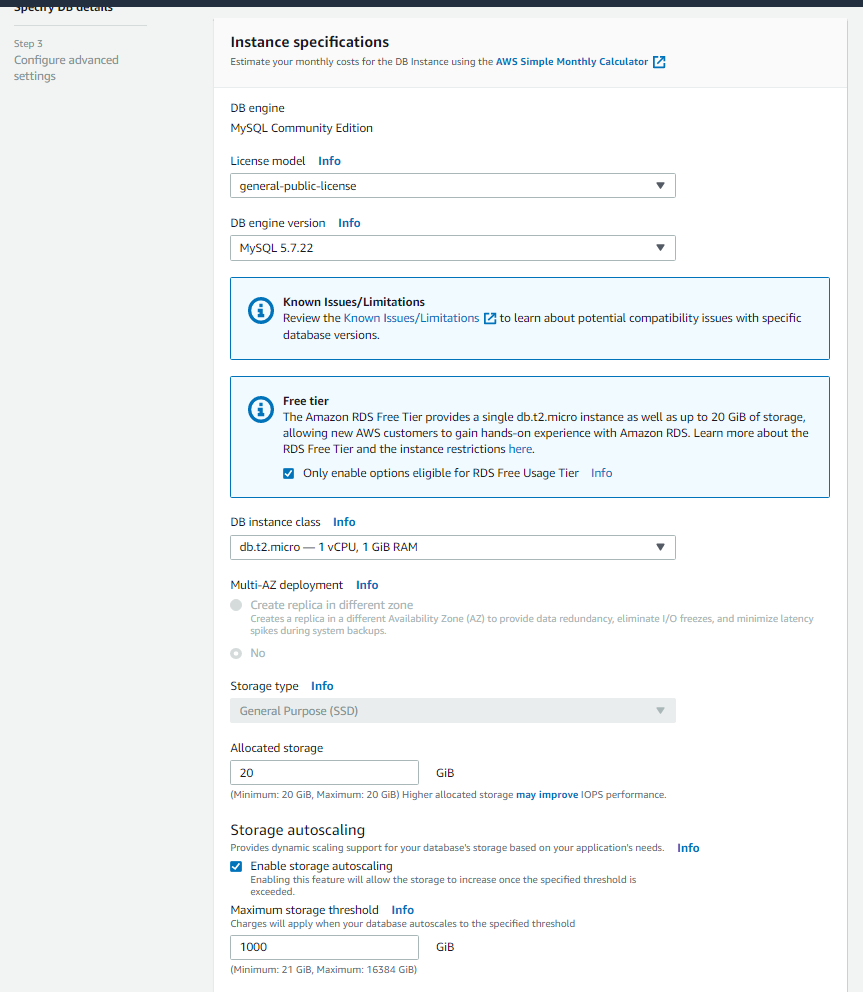 Specify DB details
Step 3
Configure advanced
settings
Instance specifications
Estimate your monthly costs for the DB Instance using the AWS Simple Monthly Calculator
DB engine
MySQL Community Edition
License model Info
general-public-license
DB engine version Info
MySQL 5.7.22
Known Issues/Limitations
Review the Known Issues/Limitations to learn about potential compatibility issues with specific
database versions.
Free tier
The Amazon RDS Free Tier provides a single db.t2.micro instance as well as up to 20 GiB of storage,
allowing new AWS customers to gain hands-on experience with Amazon RDS. Learn more about the
RDS Free Tier and the instance restrictions here.
Only enable options eligible for RDS Free Usage Tier Info
DB instance class Info
db.t2.micro — 1 vCPU, 1 GiB RAM
Multi-AZ deployment Info
Create replica in different zone
Creates a replica in a different Availability Zone (AZ) to provide data redundancy, eliminate I/O freezes, and minimize latency
spikes during system backups.
No
Storage type Info
General Purpose (SSD)
Allocated storage
20 GiB
(Minimum: 20 GiB, Maximum: 20 GiB) Higher allocated storage may improve IOPS performance.
Storage autoscaling
Provides dynamic scaling support for your database's storage based on your application's needs. Info
Enable storage autoscaling
Enabling this feature will allow the storage to increase once the specified threshold is
exceeded.
Maximum storage threshold Info
Charges will apply when your database autoscales to the specified threshold
1000 GiB
(Minimum: 21 GiB, Maximum: 16384 GiB)